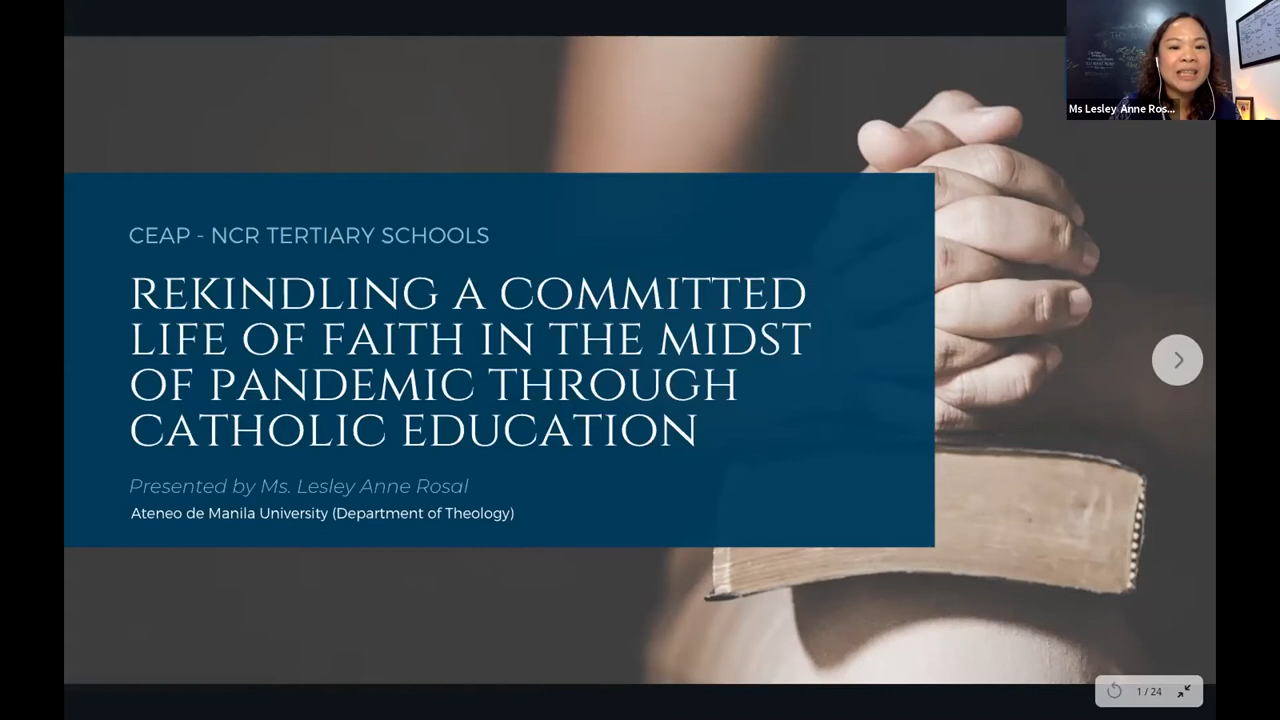 Ms Lesley Anne Ros...
CEAP - NCR TERTIARY SCHOOLS
REKINDLING A COMMITTED
LIFE OF FAITH IN THE MIDST
OF PANDEMIC THROUGH
CATHOLIC EDUCATION
Presented by Ms. Lesley Anne Rosal
Ateneo de Manila University (Department of Theology)
1 / 24